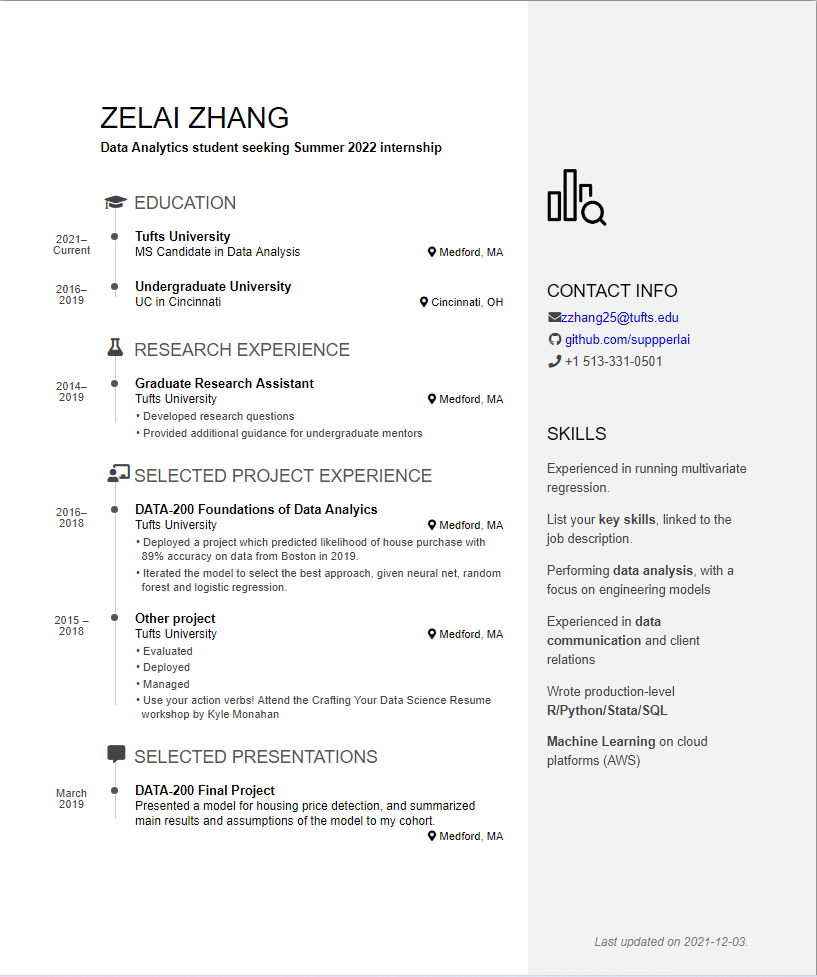 ZELAI ZHANG
Data Analytics student seeking Summer 2022 internship
EDUCATION
2021–
Current
Tufts University
MS Candidate in Data Analysis
Medford, MA
2016–
2019
Undergraduate University
UC in Cincinnati
Cincinnati, OH
RESEARCH EXPERIENCE
2014–
2019
Graduate Research Assistant
Tufts University
Medford, MA
• Developed research questions
• Provided additional guidance for undergraduate mentors
SELECTED PROJECT EXPERIENCE
2016–
2018
DATA-200 Foundations of Data Analyics
Tufts University
Medford, MA
• Deployed a project which predicted likelihood of house purchase with
89% accuracy on data from Boston in 2019.
• Iterated the model to select the best approach, given neural net, random
forest and logistic regression.
2015 –
2018
Other project
Tufts University
Medford, MA
• Evaluated
• Deployed
• Managed
• Use your action verbs! Attend the Crafting Your Data Science Resume
workshop by Kyle Monahan
SELECTED PRESENTATIONS
March
2019
DATA-200 Final Project
Presented a model for housing price detection, and summarized
main results and assumptions of the model to my cohort.
Medford, MA
CONTACT INFO
zzhang25@tufts.edu
github.com/suppperlai
+1 513-331-0501
SKILLS
Experienced in running multivariate
regression.
List your key skills, linked to the
job description.
Performing data analysis, with a
focus on engineering models
Experienced in data
communication and client
relations
Wrote production-level
R/Python/Stata/SQL
Machine Learning on cloud
platforms (AWS)
Last updated on 2021-12-03.